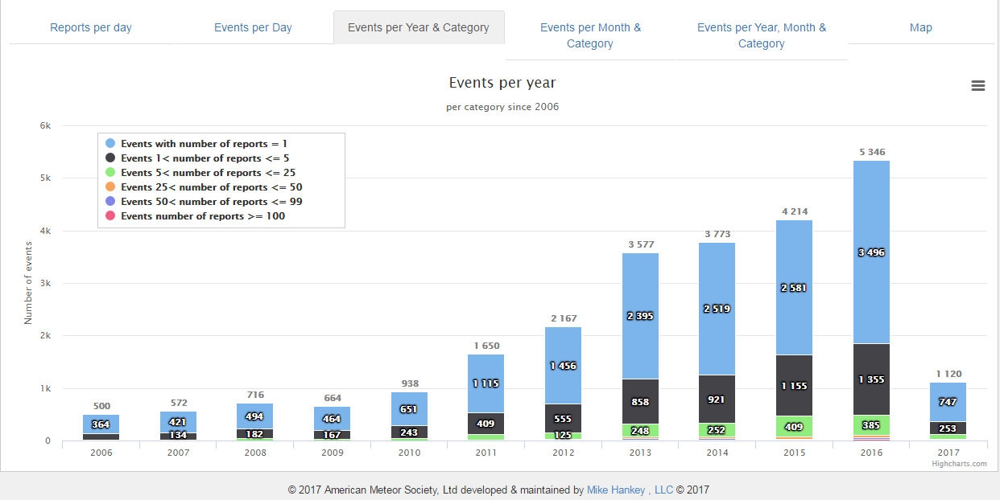 Reports per day
Events per Day
Events per Year & Category
Events per Month &
Category
Events per Year, Month &
Category
Map
Events per year
per category since 2006
Events with number of reports = 1
Events 1< number of reports <= 5
Events 5< number of reports <= 25
Events 25< number of reports <= 50
Events 50< number of reports <= 99
Events number of reports >= 100
Number of events
6k
5k
4k
3k
2k
1k
0
500
364
572
421
134
716
494
182
664
464
167
938
651
243
1 650
1 115
409
2 167
1 456
555
125
3 577
2 395
858
248
3 773
2 519
921
252
4 214
2 581
1 155
409
5 346
3 496
1 355
385
1 120
747
253
2006 2007 2008 2009 2010 2011 2012 2013 2014 2015 2016 2017
Highcharts.com
© 2017 American Meteor Society, Ltd developed & maintained by Mike Hankey , LLC © 2017